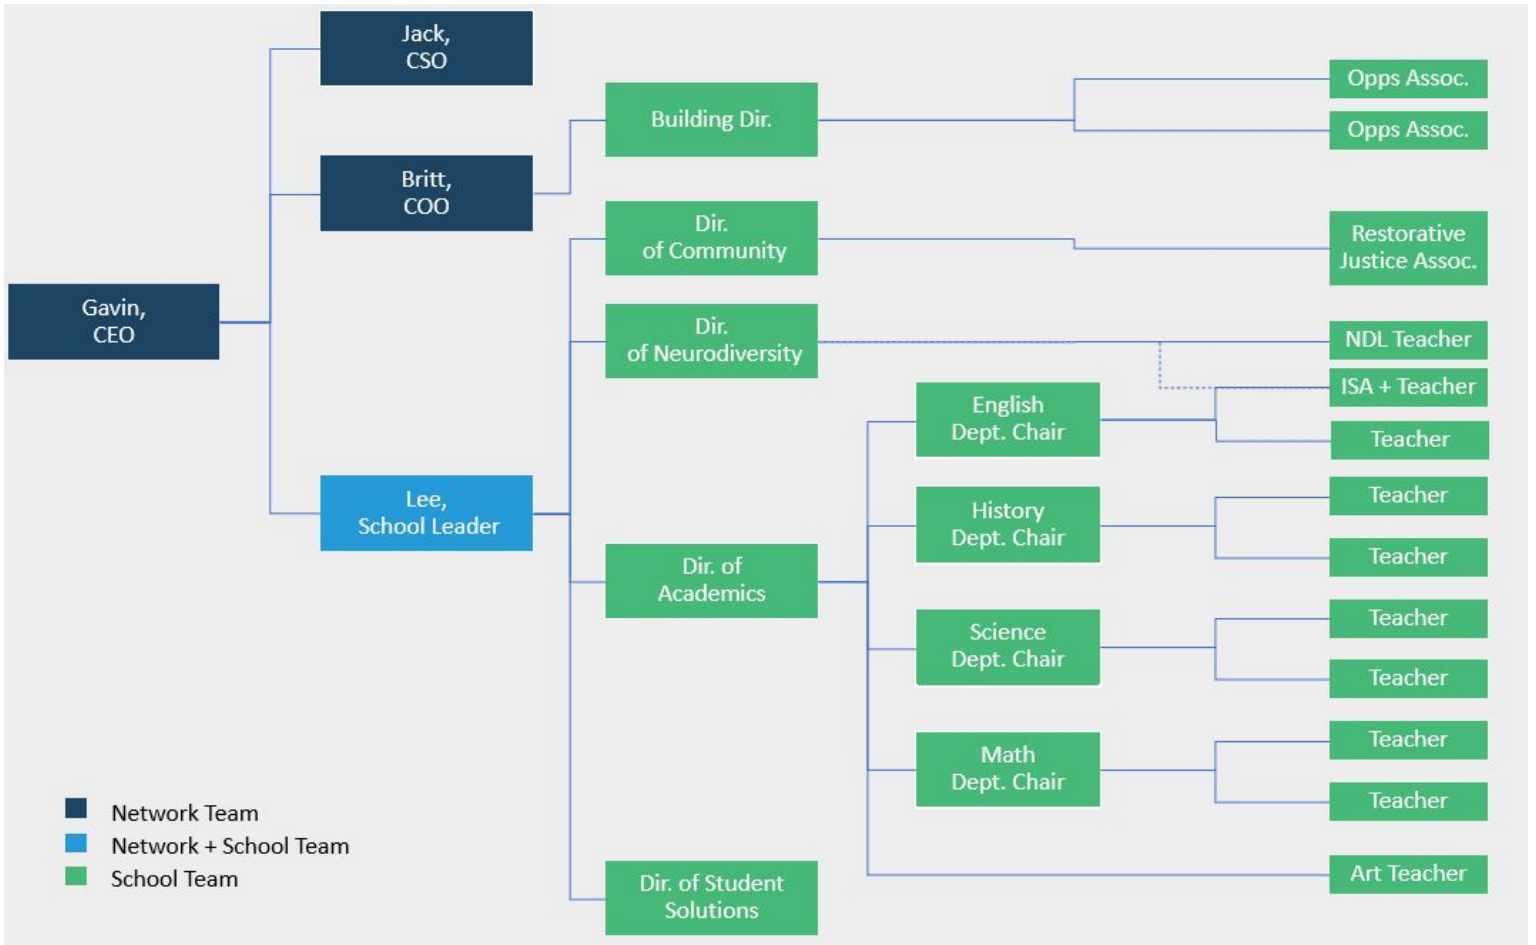 Jack,
CSO
Britt,
COO
Gavin,
CEO
Lee,
School Leader
Building Dir.
Dir.
of Community
Dir.
of Neurodiversity
Dir. of
Academics
Dir. of Student
Solutions
English
Dept. Chair
History
Dept. Chair
Science
Dept. Chair
Math
Dept. Chair
Opps Assoc.
Opps Assoc.
Restorative
Justice Assoc.
NDL Teacher
ISA + Teacher
Teacher
Teacher
Teacher
Teacher
Teacher
Teacher
Teacher
Art Teacher
Network Team
Network + School Team
School Team